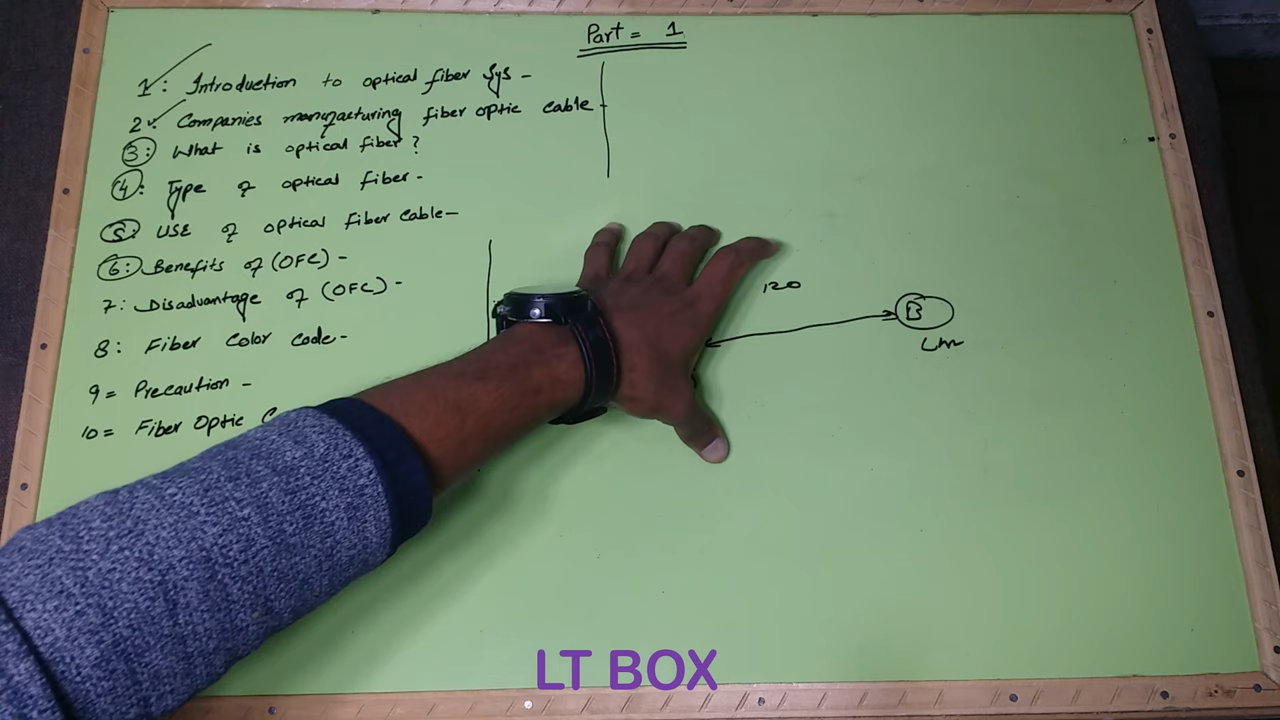 Part = 1
1: Introduction to optical fiber Sys -
2 Companies manufacturing fiber optic cable -
3: What is optical fiber?
4: Type of optical fiber -
5: USE of optical fiber cable -
6: Benefits of (OFC) -
7: Disadvantage of (OFC) -
8: Fiber Color Code -
9= Precaution -
10= Fiber Optic
120
B
LT BOX